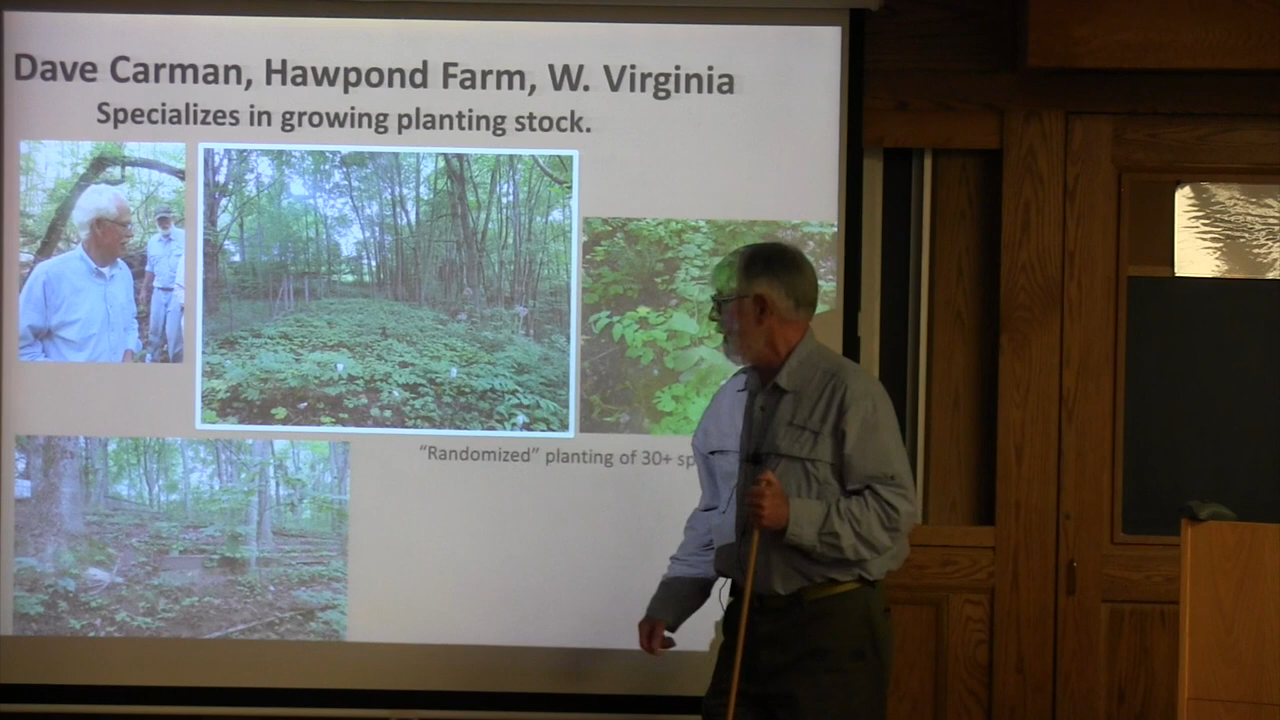 Dave Carman, Hawpond Farm, W. Virginia
Specializes in growing planting stock.
"Randomized" planting of 30+